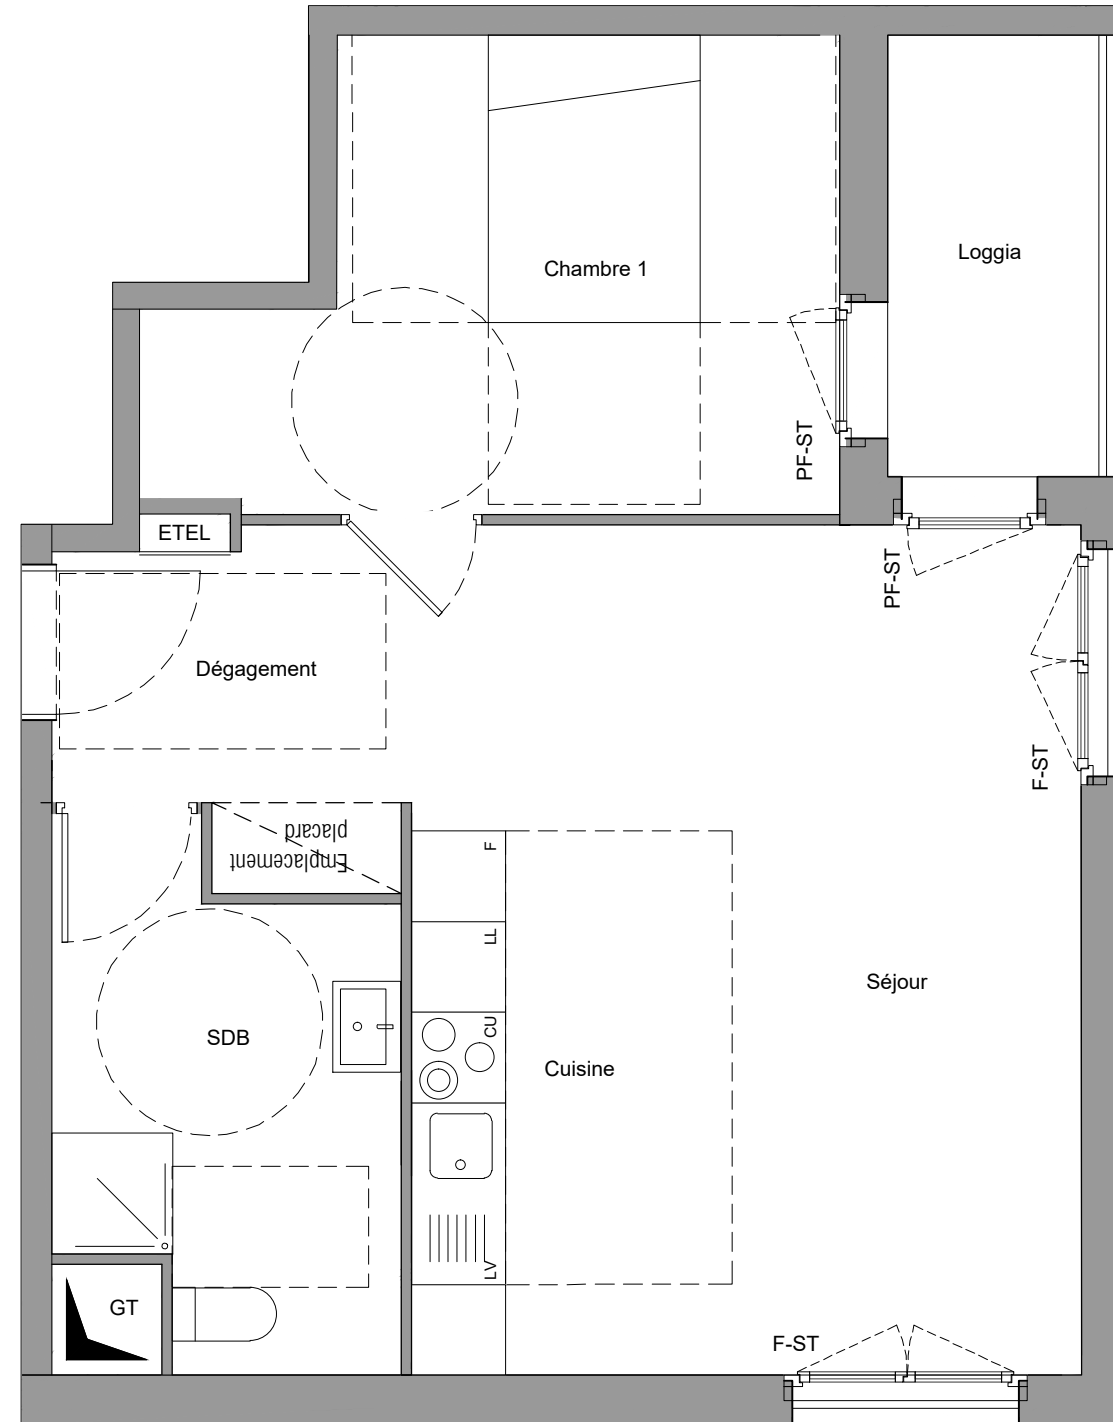 Loggia
Chambre 1
PF-ST
ETEL
PF-ST
Dégagement
F-ST
Emplacement
placard
F
LL
Séjour
CU
SDB
Cuisine
LV
GT
F-ST